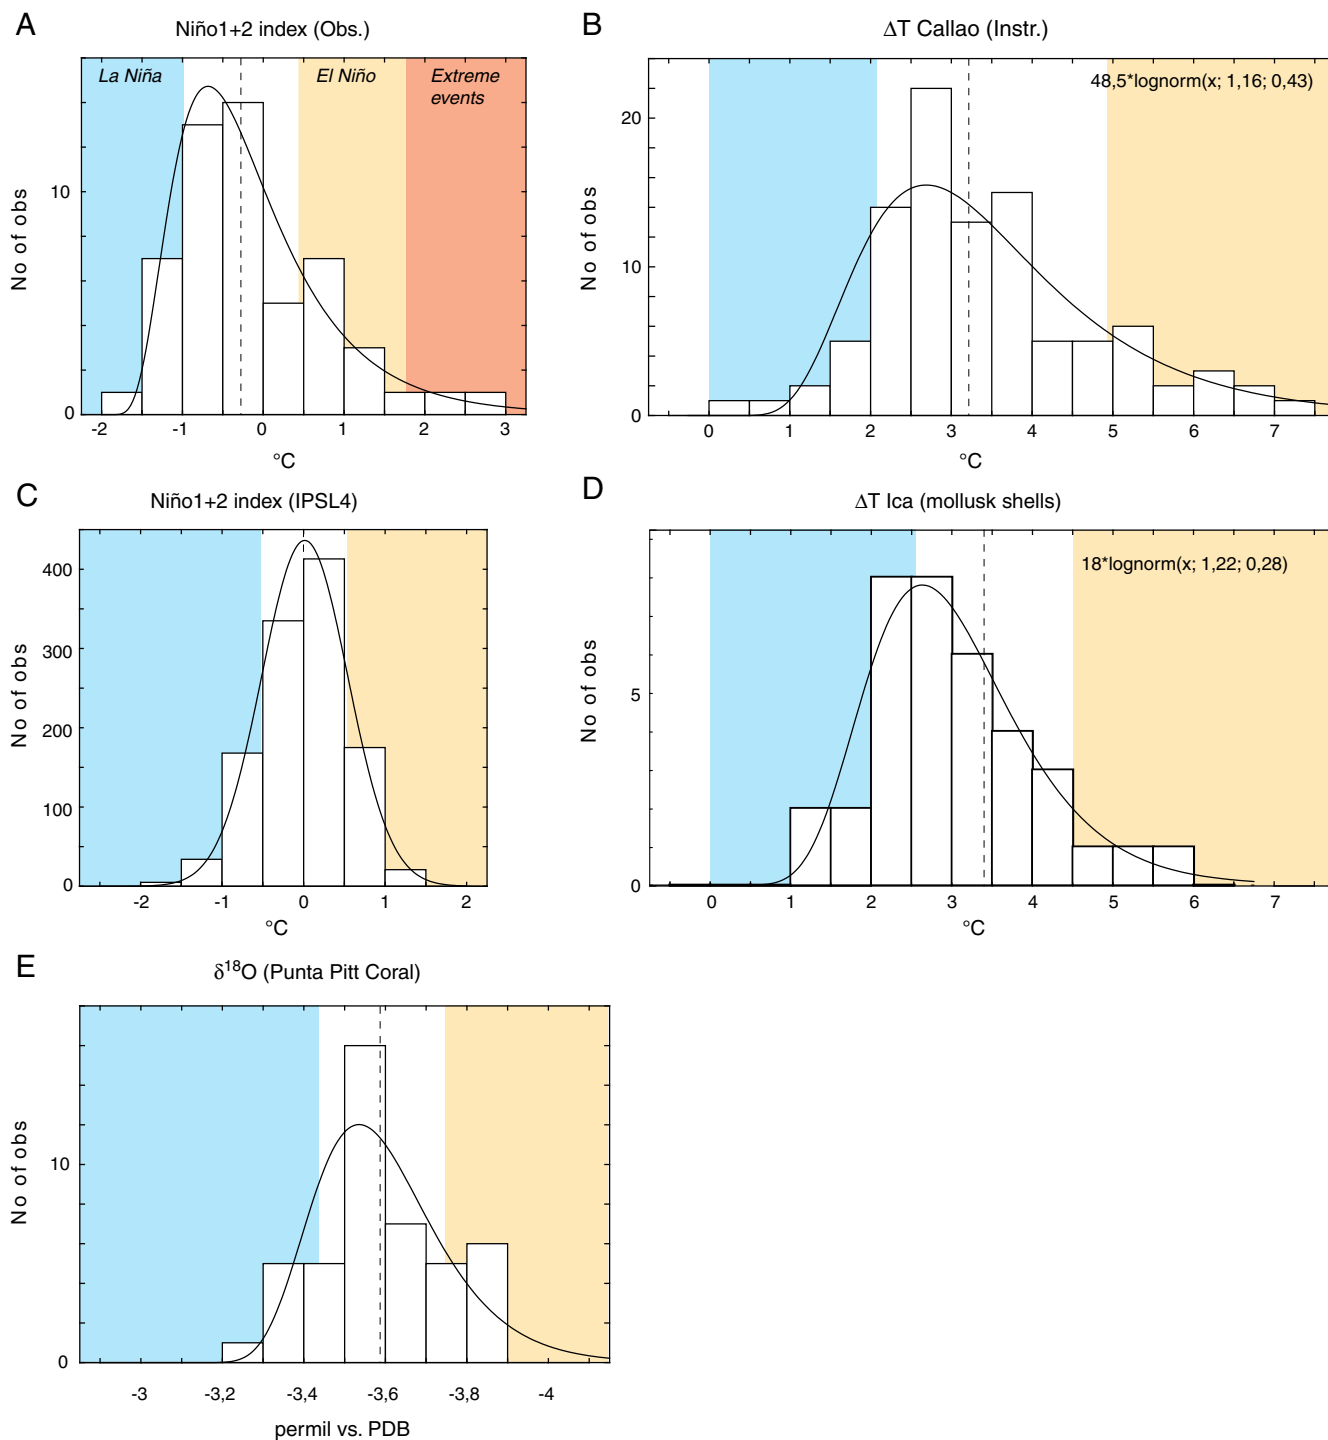 A
Niño1+2 index (Obs.)
La Niña
El Niño
Extreme
events
No of obs
10
0
-2 -1 0 1 2 3
°C
B
ΔT Callao (Instr.)
48,5*lognorm(x; 1,16; 0,43)
No of obs
20
10
0
0 1 2 3 4 5 6 7
°C
C
Niño1+2 index (IPSL4)
No of obs
400
300
200
100
0
-2 -1 0 1 2
°C
D
ΔT Ica (mollusk shells)
18*lognorm(x; 1,22; 0,28)
No of obs
5
0
0 1 2 3 4 5 6 7
°C
E
δ¹⁸O (Punta Pitt Coral)
No of obs
10
0
-3 -3,2 -3,4 -3,6 -3,8 -4
permil vs. PDB